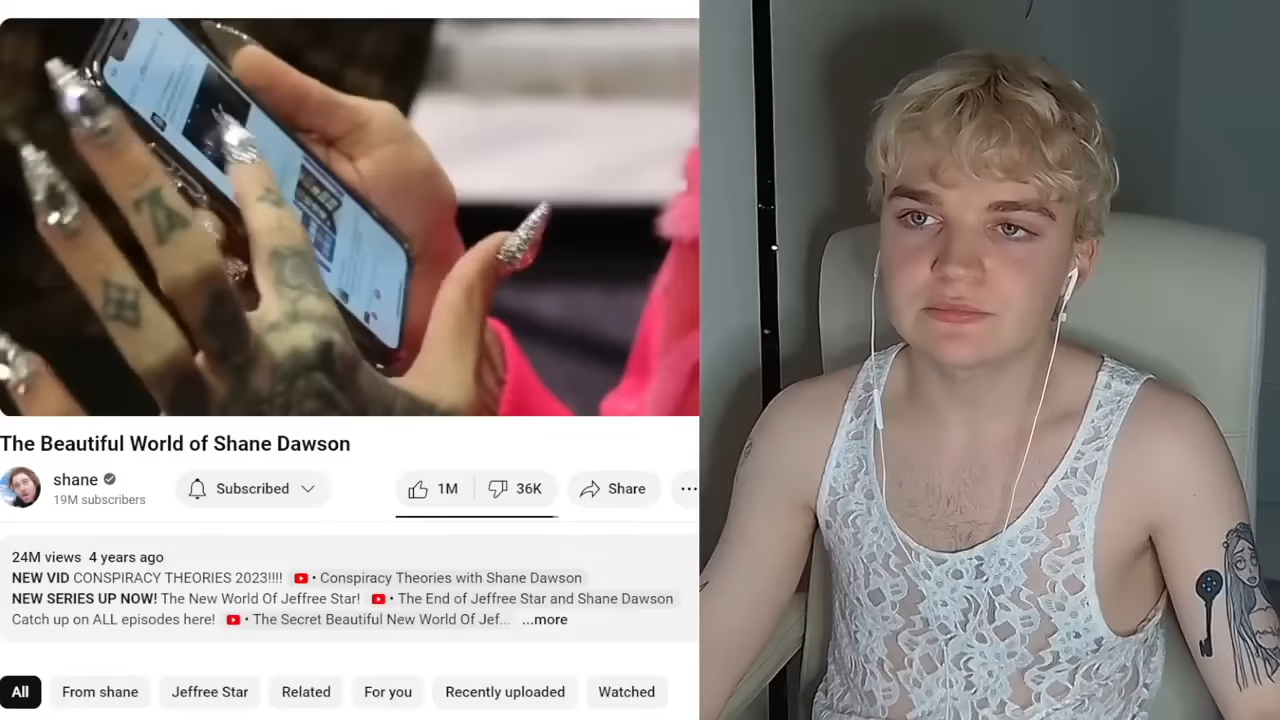 The Beautiful World of Shane Dawson
shane
19M subscribers
Subscribed
1M
36K
Share
...
24M views 4 years ago
NEW VID CONSPIRACY THEORIES 2023!!!! • Conspiracy Theories with Shane Dawson
NEW SERIES UP NOW! The New World Of Jeffree Star! • The End of Jeffree Star and Shane Dawson
Catch up on ALL episodes here! • The Secret Beautiful New World Of Jef... ...more
All From shane Jeffree Star Related For you Recently uploaded Watched